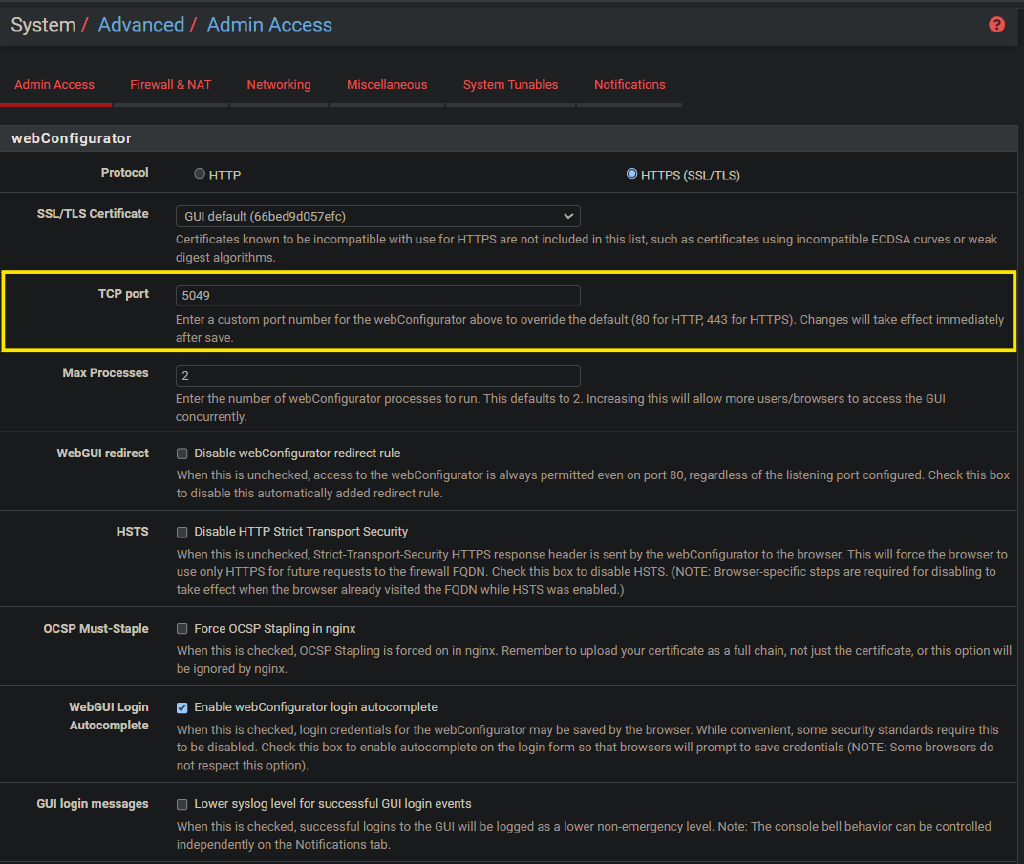 System / Advanced / Admin Access
?
Admin Access Firewall & NAT Networking Miscellaneous System Tunables Notifications
webConfigurator
Protocol HTTP HTTPS (SSL/TLS)
SSL/TLS Certificate GUI default (66bed9d057efc)
Certificates known to be incompatible with use for HTTPS are not included in this list, such as certificates using incompatible ECDSA curves or weak
digest algorithms.
TCP port 5049
Enter a custom port number for the webConfigurator above to override the default (80 for HTTP, 443 for HTTPS). Changes will take effect immediately
after save.
Max Processes 2
Enter the number of webConfigurator processes to run. This defaults to 2. Increasing this will allow more users/browsers to access the GUI
concurrently.
WebGUI redirect Disable webConfigurator redirect rule
When this is unchecked, access to the webConfigurator is always permitted even on port 80, regardless of the listening port configured. Check this box
to disable this automatically added redirect rule.
HSTS Disable HTTP Strict Transport Security
When this is unchecked, Strict-Transport-Security HTTPS response header is sent by the webConfigurator to the browser. This will force the browser to
use only HTTPS for future requests to the firewall FQDN. Check this box to disable HSTS. (NOTE: Browser-specific steps are required for disabling to
take effect when the browser already visited the FQDN while HSTS was enabled.)
OCSP Must-Staple Force OCSP Stapling in nginx
When this is checked, OCSP Stapling is forced on in nginx. Remember to upload your certificate as a full chain, not just the certificate, or this option will
be ignored by nginx.
WebGUI Login Enable webConfigurator login autocomplete
Autocomplete
When this is checked, login credentials for the webConfigurator may be saved by the browser. While convenient, some security standards require this
to be disabled. Check this box to enable autocomplete on the login form so that browsers will prompt to save credentials (NOTE: Some browsers do
not respect this option).
GUI login messages Lower syslog level for successful GUI login events
When this is checked, successful logins to the GUI will be logged as a lower non-emergency level. Note: The console bell behavior can be controlled
independently on the Notifications tab.